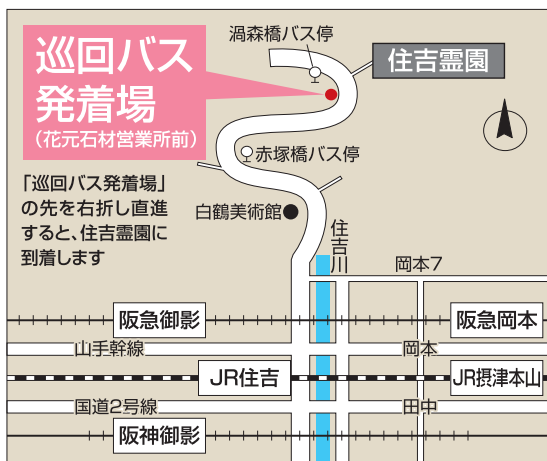 渦森橋バス停
巡回バス
発着場
(花元石材営業所前)
住吉霊園
赤塚橋バス停
「巡回バス発着場」
の先を右折し直進
すると、住吉霊園に
到着します
白鶴美術館
住吉川
岡本7
阪急御影
阪急岡本
山手幹線
岡本
JR住吉
JR摂津本山
国道2号線
田中
阪神御影